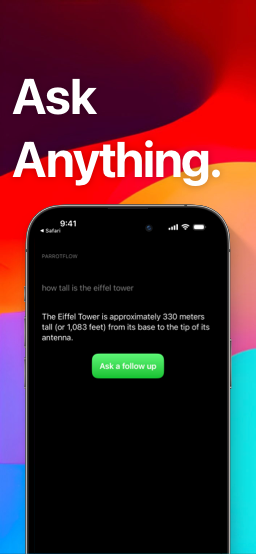 Ask
Anything.
9:41
◀ Safari
PARROTFLOW
how tall is the eiffel tower
The Eiffel Tower is approximately 330 meters
tall (or 1,083 feet) from its base to the tip of its
antenna.
Ask a follow up